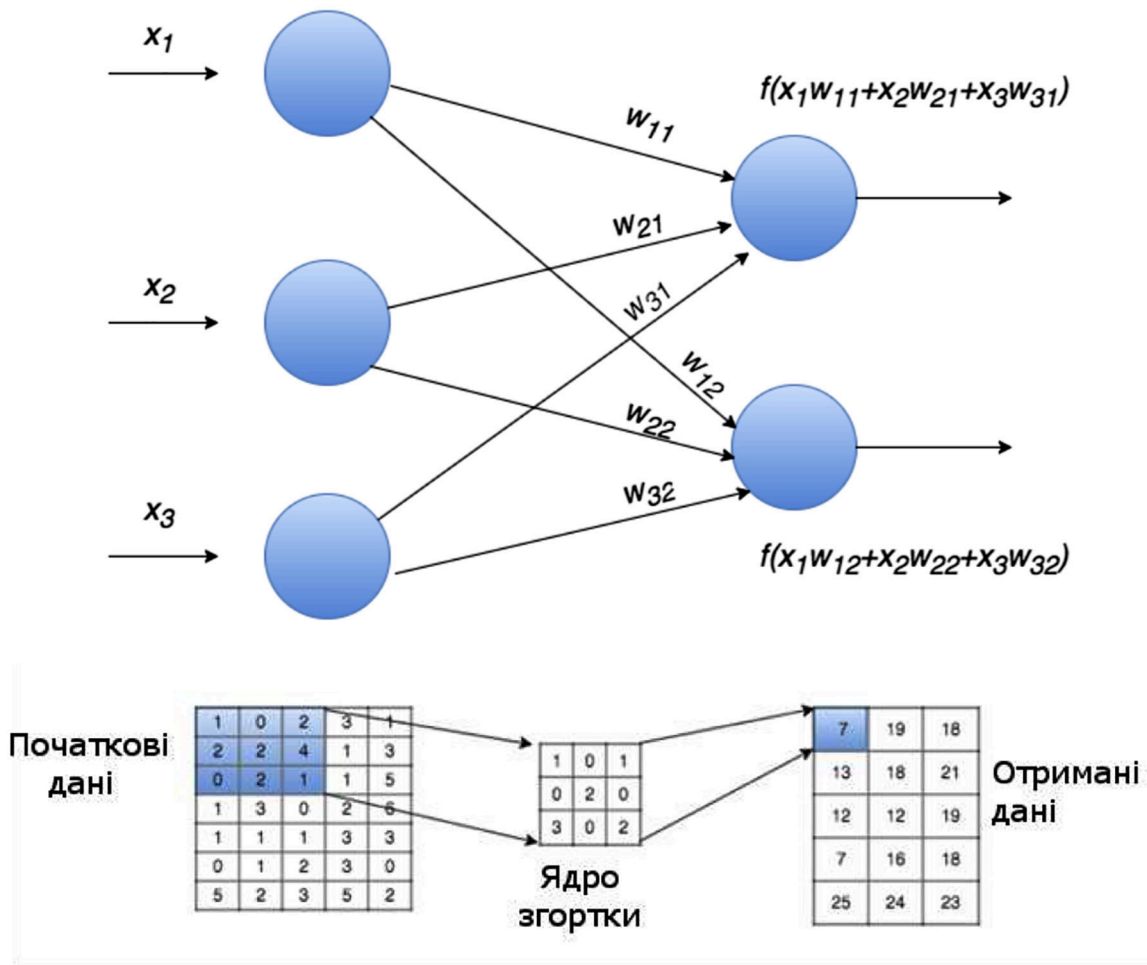 x1
w11
f(x1w11+x2w21+x3w31)
w21
x2
w31
w12
w22
x3
w32
f(x1w12+x2w22+x3w32)
Початкові
дані
1 0 2 3 1
2 2 4 1 3
0 2 1 1 5
1 3 0 2 6
1 1 1 3 3
0 1 2 3 0
5 2 3 5 2
1 0 1
0 2 0
3 0 2
Ядро
згортки
7 19 18
13 18 21
12 12 19
7 16 18
25 24 23
Отримані
дані